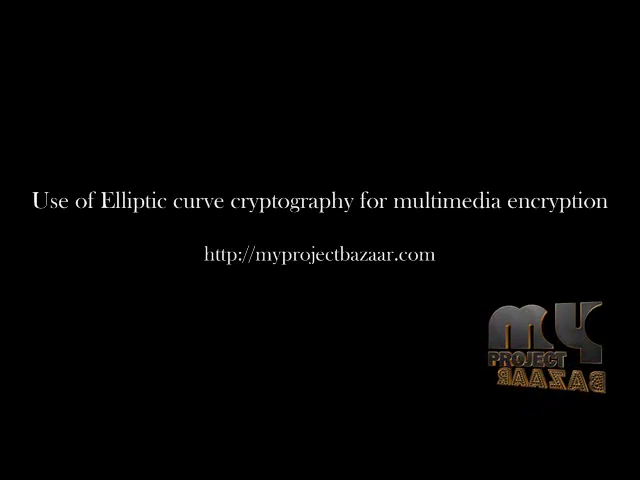 Use of Elliptic curve cryptography for multimedia encryption
http://myprojectbazaar.com
MY
PROJECT
BAZAAR